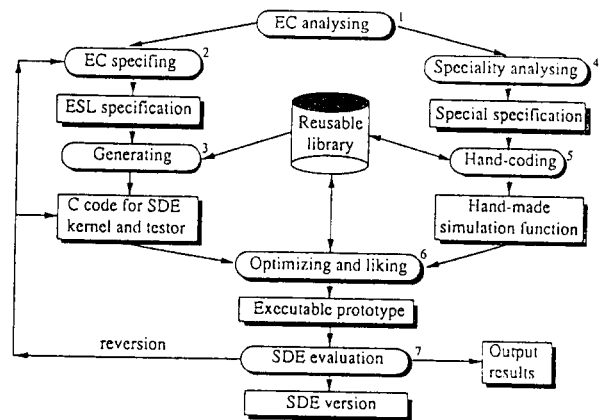 EC analysing 1
EC specifing 2
Speciality analysing 4
ESL specification
Reusable
library
Special specification
Generating 3
Hand-coding 5
C code for SDE
kernel and testor
Hand-made
simulation function
Optimizing and liking 6
Executable prototype
reversion
SDE evaluation 7
Output
results
SDE version